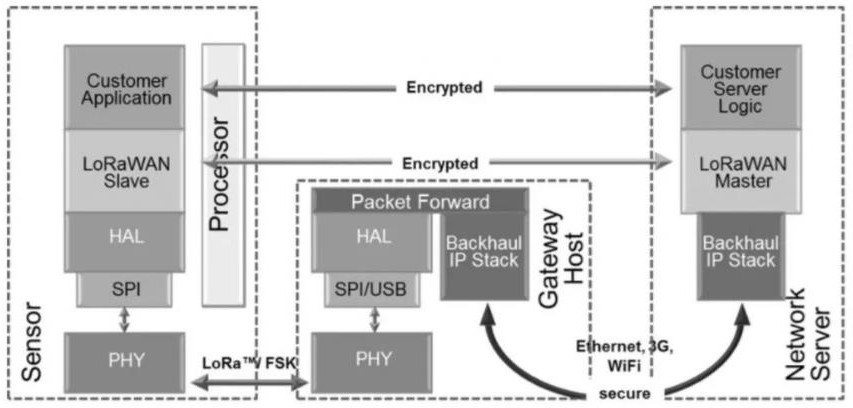 Customer
Application
LoRaWAN
Slave
HAL
SPI
PHY
Processor
Sensor
Encrypted
Encrypted
LoRa™/ FSK
Packet Forward
HAL
SPI/USB
PHY
Backhaul
IP Stack
Gateway
Host
Ethernet, 3G,
WiFi
secure
Customer
Server
Logic
LoRaWAN
Master
Backhaul
IP Stack
Network
Server